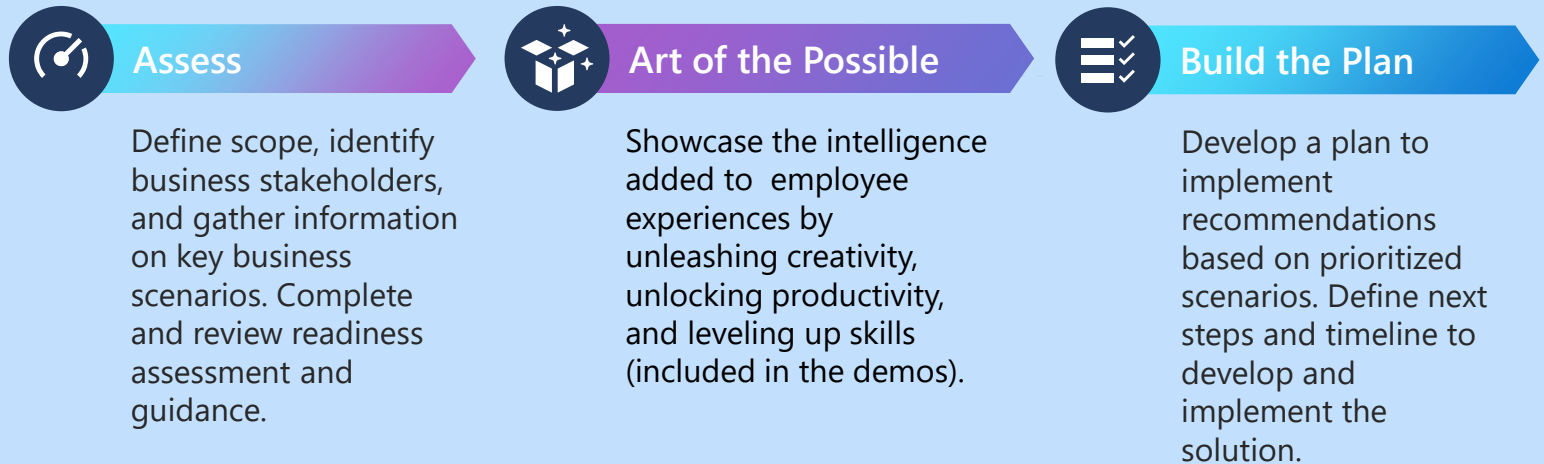 Assess
Define scope, identify
business stakeholders,
and gather information
on key business
scenarios. Complete
and review readiness
assessment and
guidance.
Art of the Possible
Showcase the intelligence
added to  employee
experiences by
unleashing creativity,
unlocking productivity,
and leveling up skills
(included in the demos).
Build the Plan
Develop a plan to
implement
recommendations
based on prioritized
scenarios. Define next
steps and timeline to
develop and
implement the
solution.